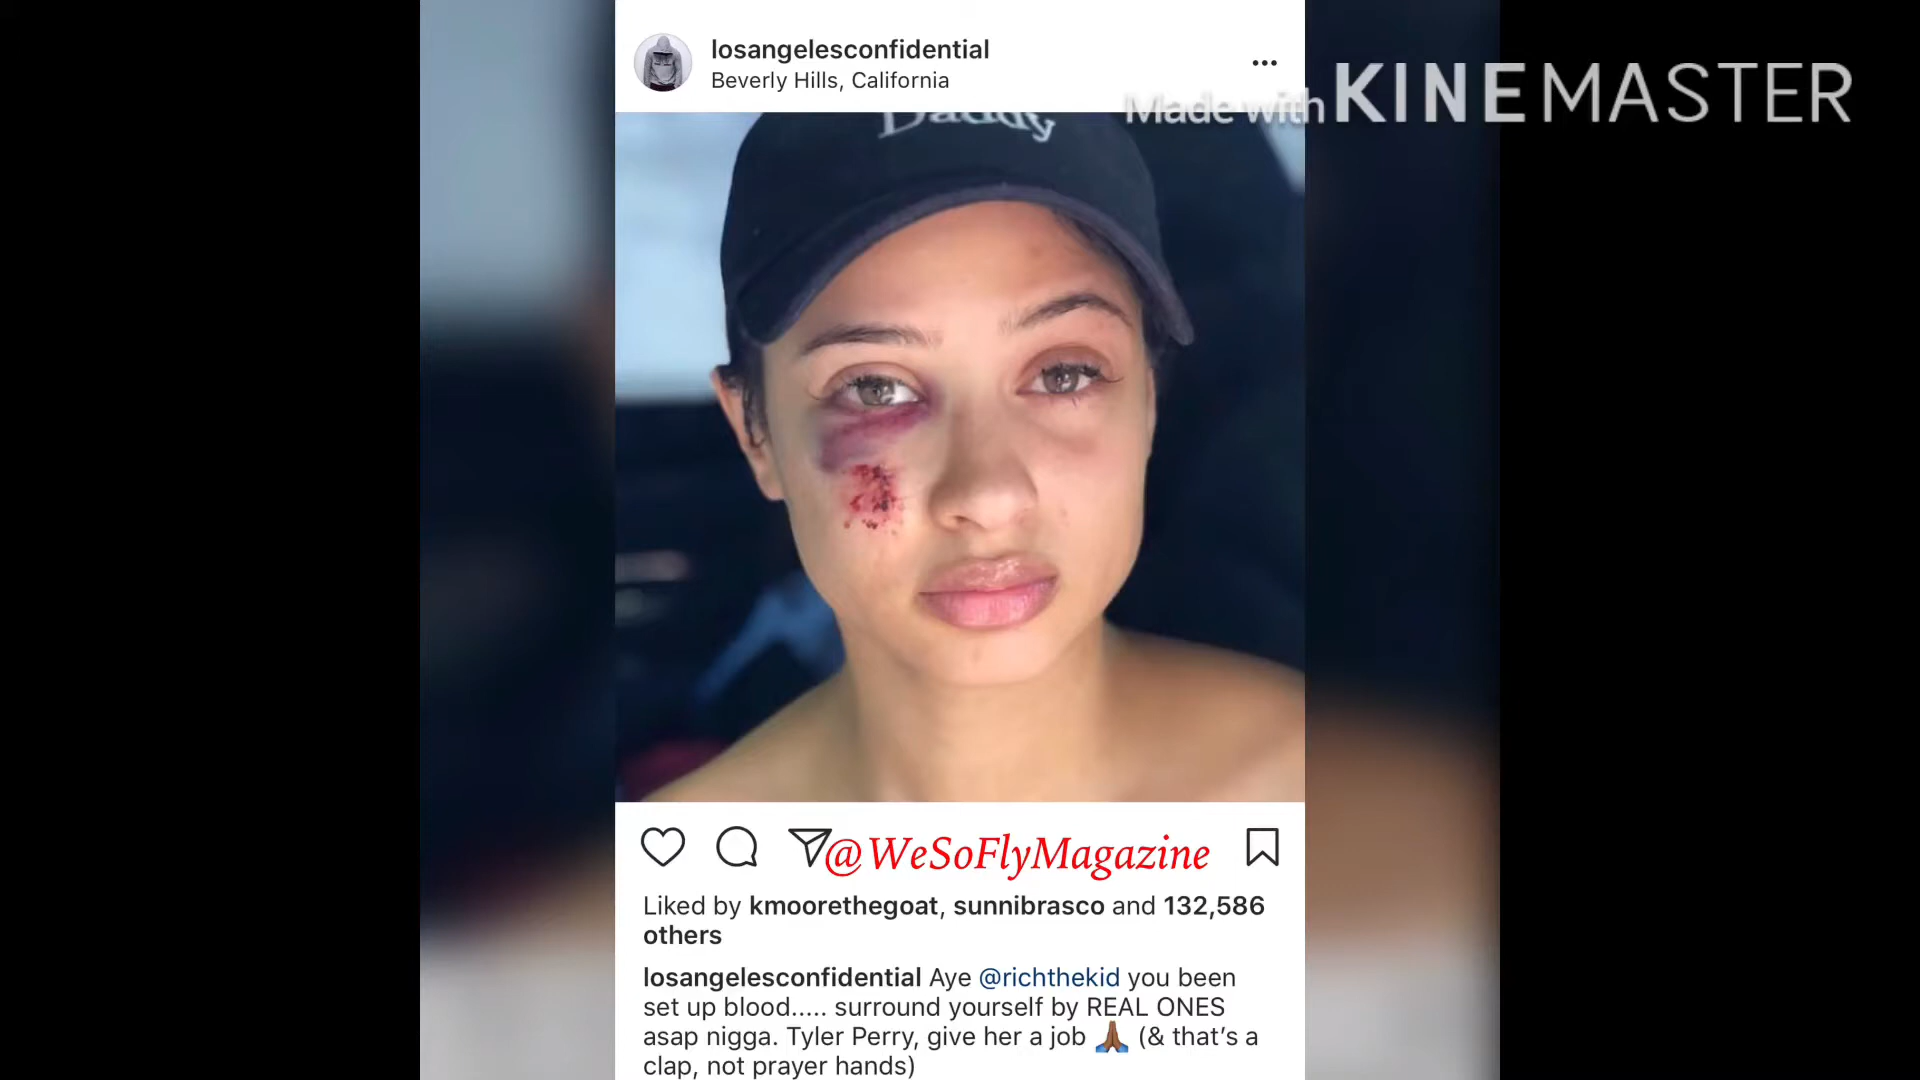 losangelesconfidential
Beverly Hills, California
Made with KINEMASTER
Daddy
@WeSoFlyMagazine
Liked by kmoorethegoat, sunnibrasco and 132,586
others
losangelesconfidential Aye @richthekid you been
set up blood..... surround yourself by REAL ONES
asap nigga. Tyler Perry, give her a job 🙏🏾 (& that’s a
clap, not prayer hands)